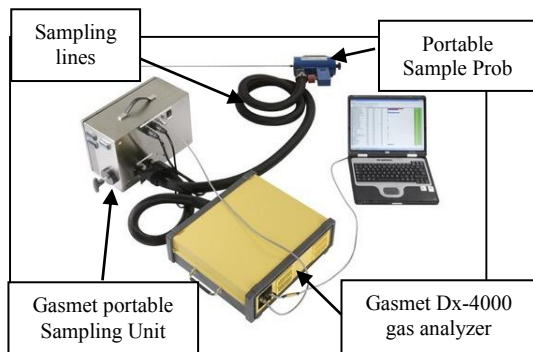 Sampling
lines
Portable
Sample Prob
Gasmet portable
Sampling Unit
Gasmet Dx-4000
gas analyzer